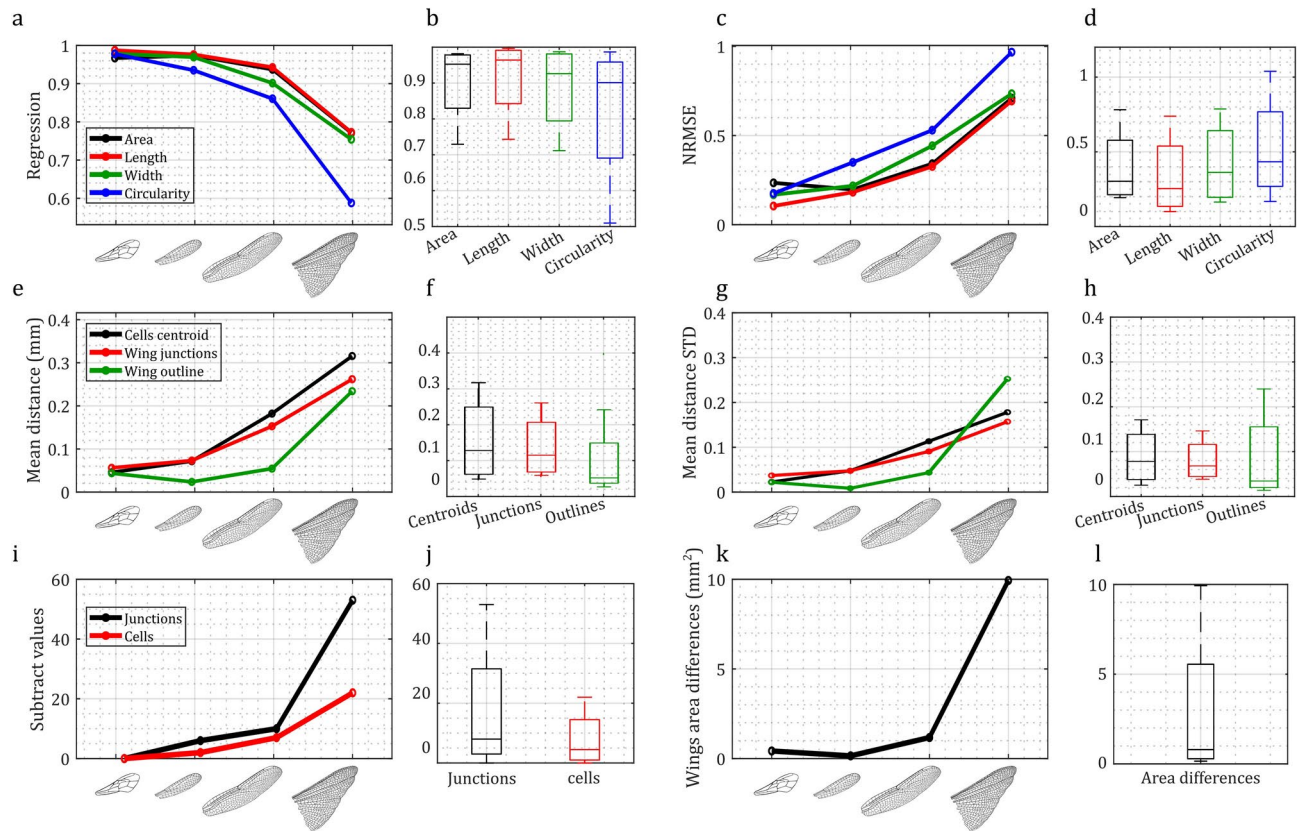 a
1
0.9
0.8
0.7
0.6
Regression
Area
Length
Width
Circularity
b
0.9
0.8
0.7
0.6
0.5
Area
Length
Width
Circularity
c
1
0.5
0
NRMSE
d
1
0.5
0
Area
Length
Width
Circularity
e
0.4
0.3
0.2
0.1
0
Mean distance (mm)
Cells centroid
Wing junctions
Wing outline
f
0.4
0.3
0.2
0.1
0
Centroids
Junctions
Outlines
g
0.4
0.3
0.2
0.1
0
Mean distance STD
h
0.4
0.3
0.2
0.1
0
Centroids
Junctions
Outlines
i
60
40
20
0
Subtract values
Junctions
Cells
j
60
40
20
0
Junctions
cells
k
10
5
0
Wings area differences (mm²)
l
10
5
0
Area differences